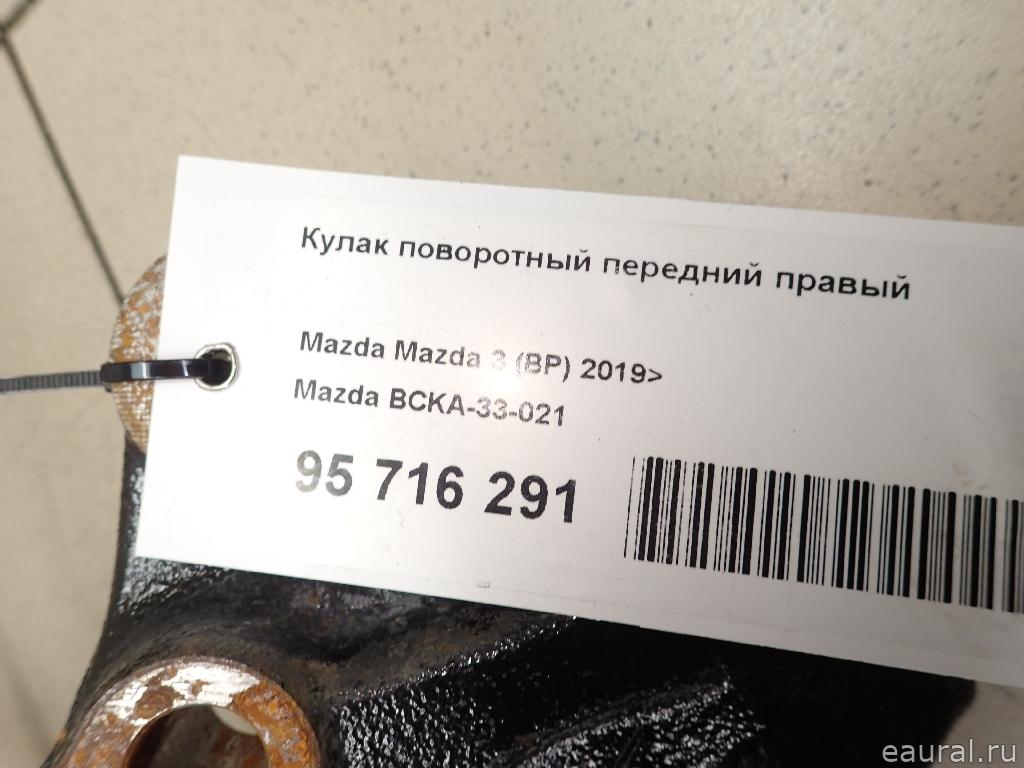 Кулак поворотный передний правый
Mazda Mazda 3 (BP) 2019>
Mazda BCKA-33-021
95 716 291
eaural.ru